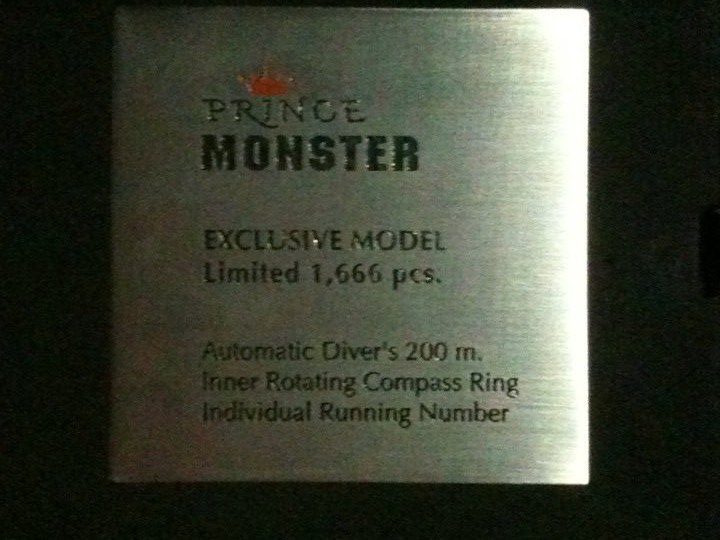 PRINCE
MONSTER
EXCLUSIVE MODEL
Limited 1,666 pcs.
Automatic Diver's 200 m.
Inner Rotating Compass Ring
Individual Running Number